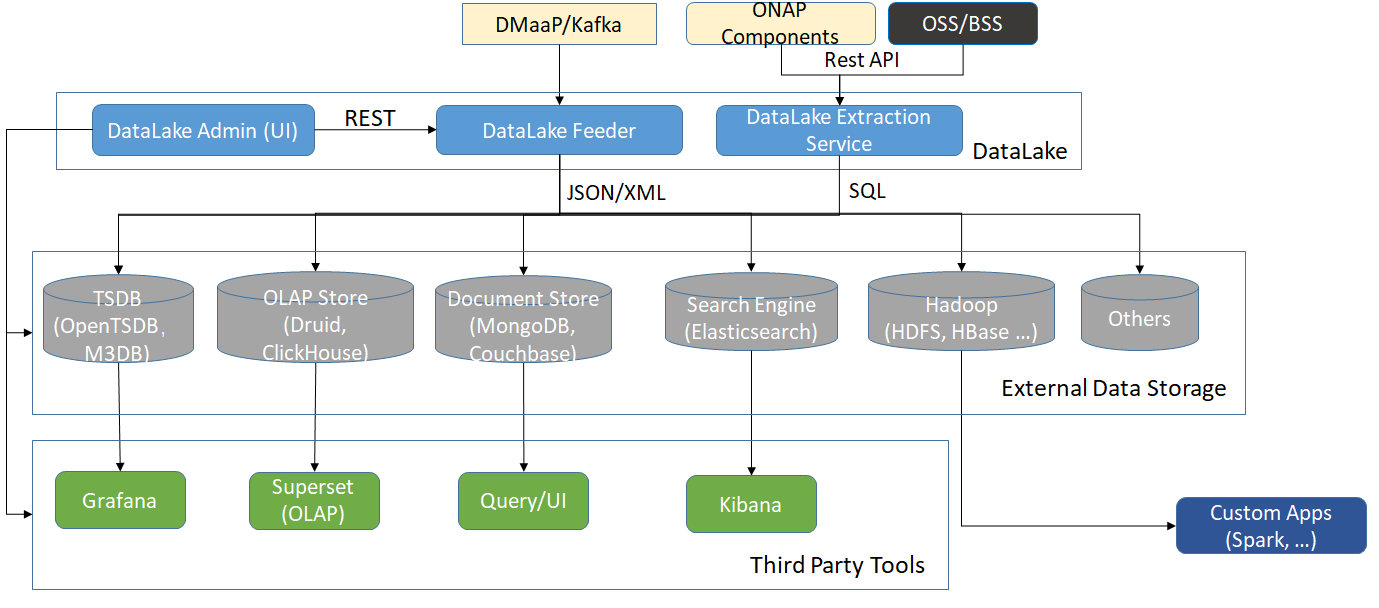 DMaaP/Kafka
ONAP
Components
OSS/BSS
Rest API
DataLake Admin (UI)
REST
DataLake Feeder
DataLake Extraction
Service
DataLake
JSON/XML
SQL
TSDB
(OpenTSDB,
M3DB)
OLAP Store
(Druid,
ClickHouse)
Document Store
(MongoDB,
Couchbase)
Search Engine
(Elasticsearch)
Hadoop
(HDFS, HBase ...)
Others
External Data Storage
Grafana
Superset
(OLAP)
Query/UI
Kibana
Third Party Tools
Custom Apps
(Spark, ...)